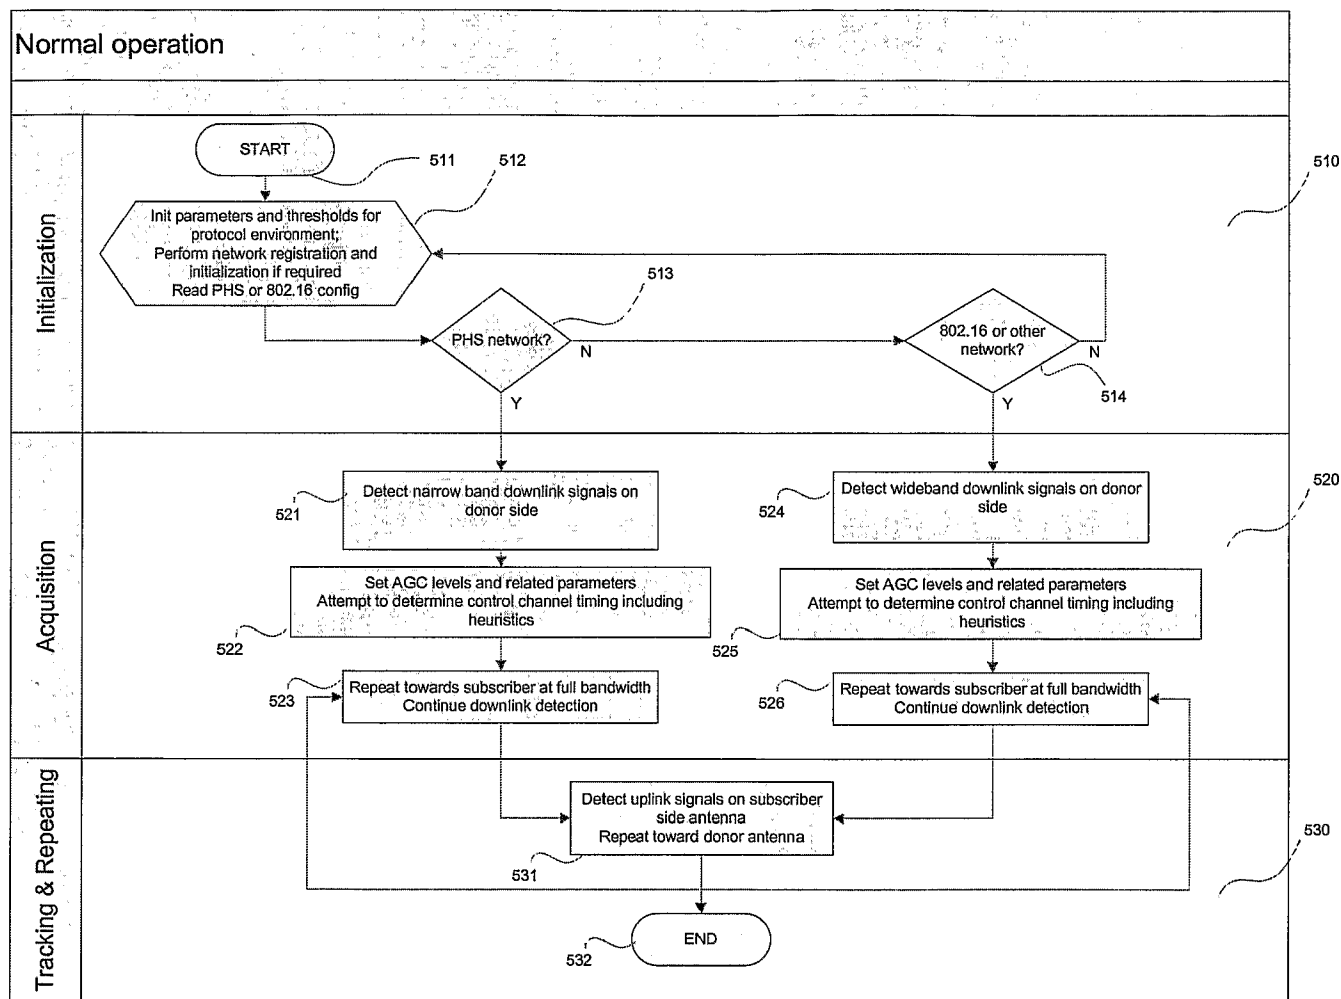 Normal operation
Initialization
START
511
512
510
Init parameters and thresholds for
protocol environment;
Perform network registration and
initialization if required
Read PHS or 802.16 config
513
PHS network?
N
Y
802.16 or other
network?
N
514
Y
Acquisition
520
Detect narrow band downlink signals on
donor side
521
Detect wideband downlink signals on donor
side
524
Set AGC levels and related parameters
Attempt to determine control channel timing including
heuristics
522
Set AGC levels and related parameters
Attempt to determine control channel timing including
heuristics
525
Repeat towards subscriber at full bandwidth
Continue downlink detection
523
Repeat towards subscriber at full bandwidth
Continue downlink detection
526
Tracking & Repeating
530
Detect uplink signals on subscriber
side antenna
Repeat toward donor antenna
531
END
532